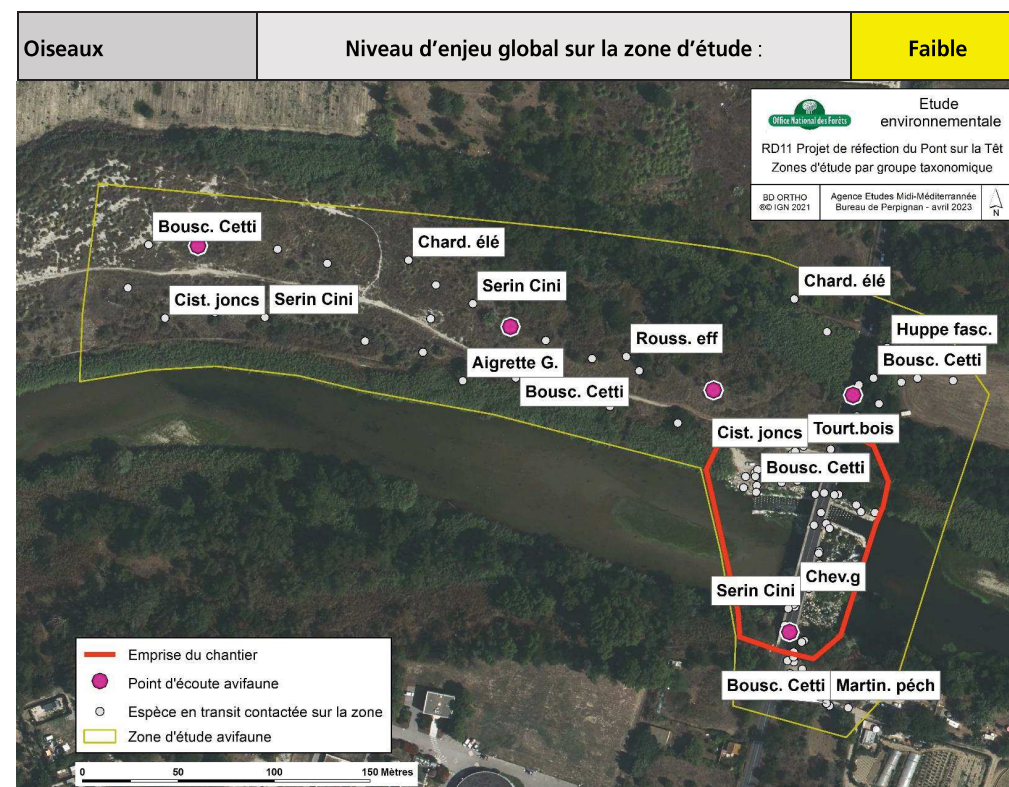 Oiseaux
Niveau d'enjeu global sur la zone d'étude :
Faible
Office National des Forêts
Etude
environnementale
RD11 Projet de réfection du Pont sur la Têt
Zones d'étude par groupe taxonomique
BD ORTHO
®© IGN 2021
Agence Etudes Midi-Méditerrannée
Bureau de Perpignan - avril 2023
N
Bousc. Cetti
Chard. élé
Cist. joncs
Serin Cini
Serin Cini
Chard. élé
Huppe fasc.
Rouss. eff
Aigrette G.
Bousc. Cetti
Bousc. Cetti
Cist. joncs
Tourt.bois
Bousc. Cetti
Chev.g
Serin Cini
Bousc. Cetti
Martin. péch
Emprise du chantier
Point d'écoute avifaune
Espèce en transit contactée sur la zone
Zone d'étude avifaune
0 50 100 150 Mètres